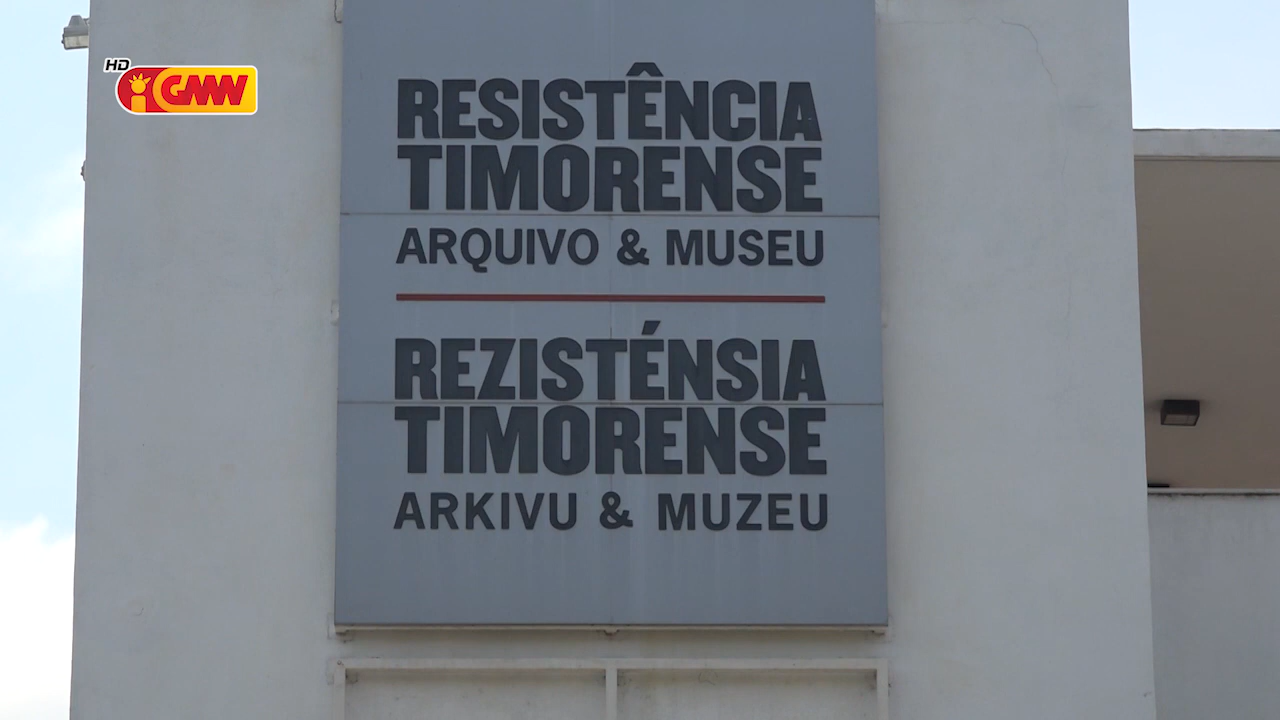 HD
GMN
RESISTÊNCIA
TIMORENSE
ARQUIVO & MUSEU
REZISTÉNSIA
TIMORENSE
ARKIVU & MUZEU